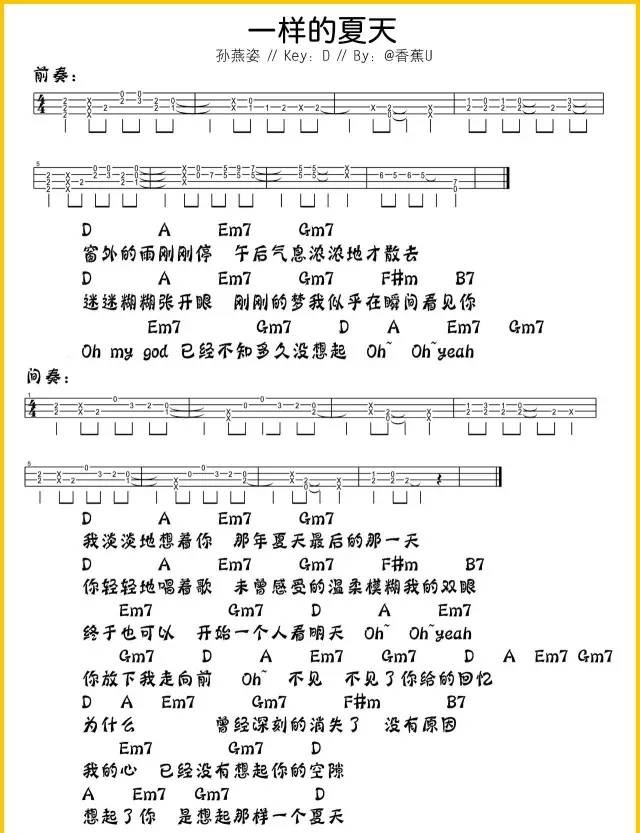 一样的夏天
孙燕姿 // Key: D // By: @香蕉U
前奏:
D A Em7 Gm7
窗外的雨刚刚停 午后气息浓浓地才散去
D A Em7 Gm7 F#m B7
迷迷糊糊张开眼 刚刚的梦我似乎在瞬间看见你
Em7 Gm7 D A Em7 Gm7
Oh my god 已经不知多久没想起 Oh~ Oh~yeah
间奏:
D A Em7 Gm7
我淡淡地想着你 那年夏天最后的那一天
D A Em7 Gm7 F#m B7
你轻轻地唱着歌 未曾感受的温柔模糊我的双眼
Em7 Gm7 D A
终于也可以 开始一个人看明天 Oh~ Oh~yeah
Gm7 D A Em7 Gm7 D A Em7 Gm7
你放下我走向前 Oh~ 不见 不见了你给的回忆
D A Em7 Gm7 F#m B7
为什么 曾经深刻的消失了 没有原因
Em7 Gm7 D
我的心 已经没有想起你的空隙
A Em7 Gm7 D
想起了你 是想起那样一个夏天